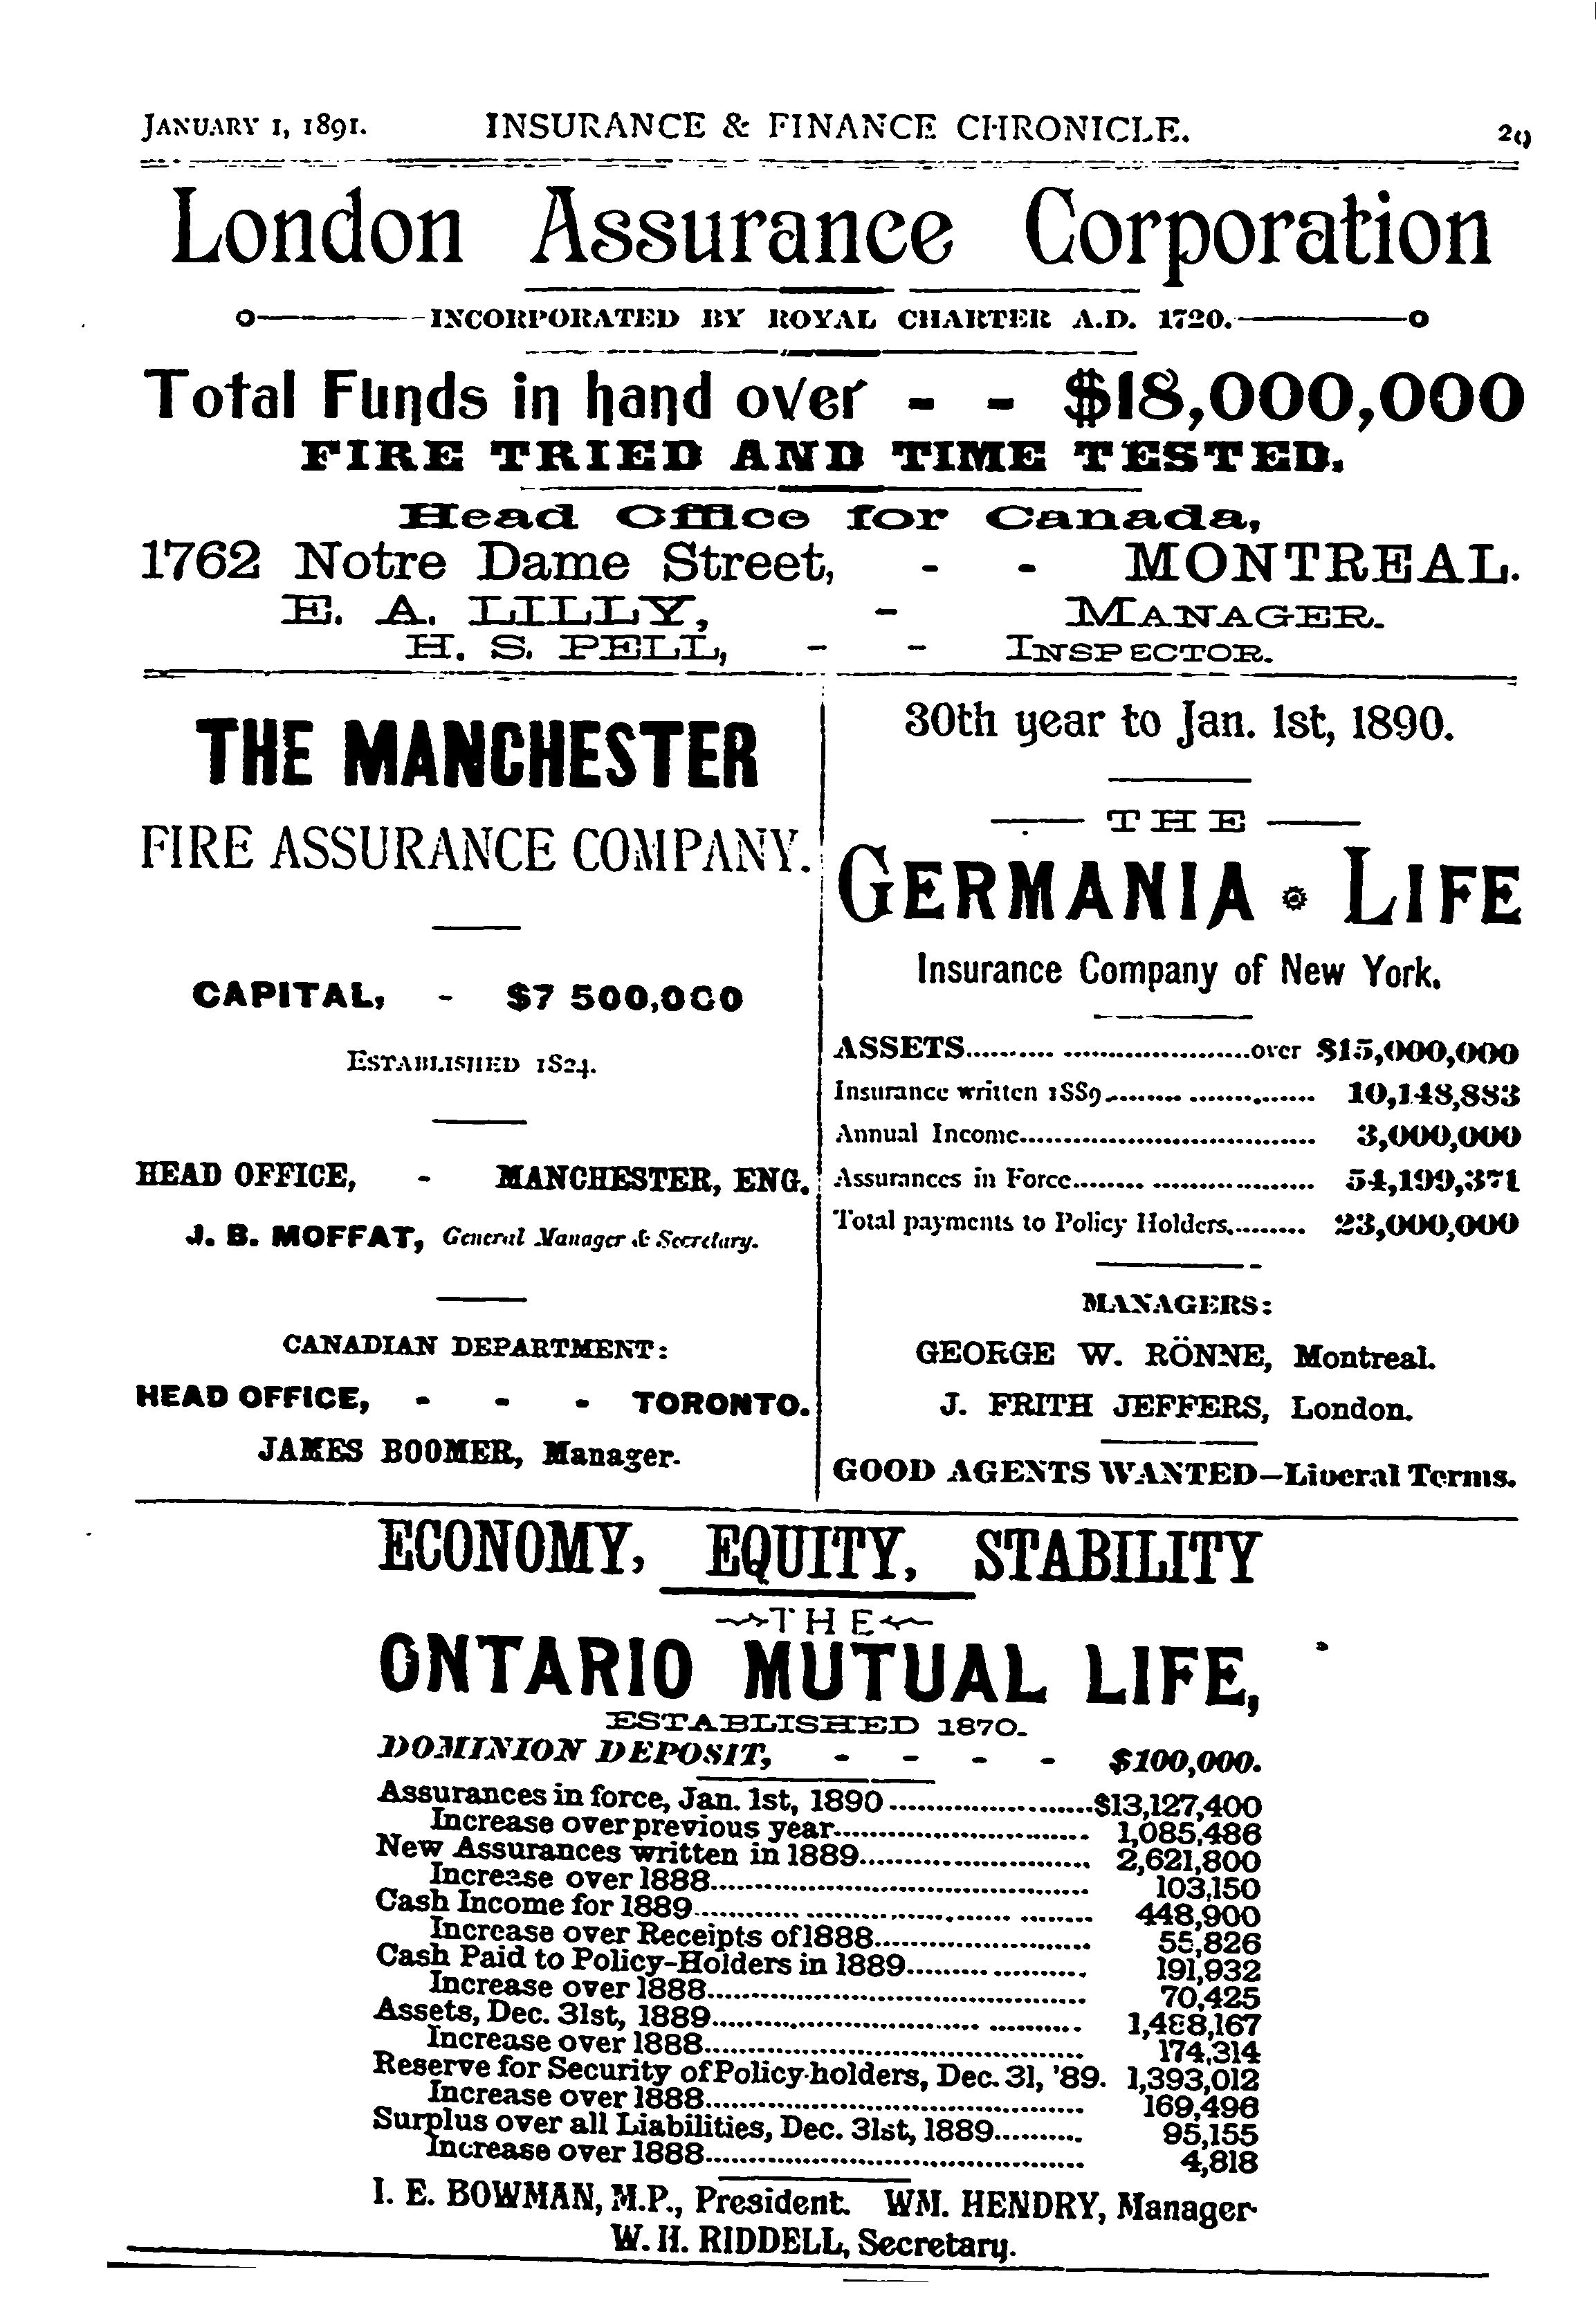 JANUARY 1, 1891. INSURANCE & FINANCE CHRONICLE. 29
London Assurance Corporation
INCORPORATED BY ROYAL CHARTER A.D. 1720.
Total Funds in hand over - - $18,000,000
FIRE TRIED AND TIME TESTED.
Head Office for Canada,
1762 Notre Dame Street, - - MONTREAL.
E. A. LILLY, - MANAGER.
H. S. PELL, - - INSPECTOR.
THE MANCHESTER
FIRE ASSURANCE COMPANY.
CAPITAL, - $7 500,000
ESTABLISHED 1824.
HEAD OFFICE, - MANCHESTER, ENG.
J. B. MOFFAT, General Manager & Secretary.
CANADIAN DEPARTMENT:
HEAD OFFICE, - - - TORONTO.
JAMES BOOMER, Manager.
30th year to Jan. 1st, 1890.
THE
GERMANIA LIFE
Insurance Company of New York.
ASSETS.....................over $15,000,000
Insurance written 1889..................... 10,148,883
Annual Income..................... 3,000,000
Assurances in Force..................... 54,199,371
Total payments to Policy Holders.......... 23,000,000
MANAGERS:
GEORGE W. RÖNNE, Montreal.
J. FRITH JEFFERS, London.
GOOD AGENTS WANTED—Liberal Terms.
ECONOMY, EQUITY, STABILITY
THE
ONTARIO MUTUAL LIFE,
ESTABLISHED 1870.
DOMINION DEPOSIT, - - - - $100,000.
Assurances in force, Jan. 1st, 1890.....................$13,127,400
Increase over previous year..................... 1,085,486
New Assurances written in 1889..................... 2,621,800
Increase over 1888..................... 103,150
Cash Income for 1889..................... 448,900
Increase over Receipts of 1888..................... 55,826
Cash Paid to Policy-Holders in 1889..................... 191,932
Increase over 1888..................... 70,425
Assets, Dec. 31st, 1889..................... 1,488,167
Increase over 1888..................... 174,314
Reserve for Security of Policy-holders, Dec. 31, '89. 1,393,012
Increase over 1888..................... 169,496
Surplus over all Liabilities, Dec. 31st, 1889.......... 95,155
Increase over 1888..................... 4,818
I. E. BOWMAN, M.P., President. WM. HENDRY, Manager
W. H. RIDDELL, Secretary.